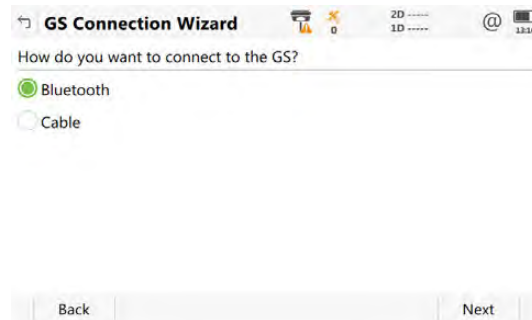 GS Connection Wizard
0
2D -----
1D -----
@
How do you want to connect to the GS?
Bluetooth
Cable
Back
Next